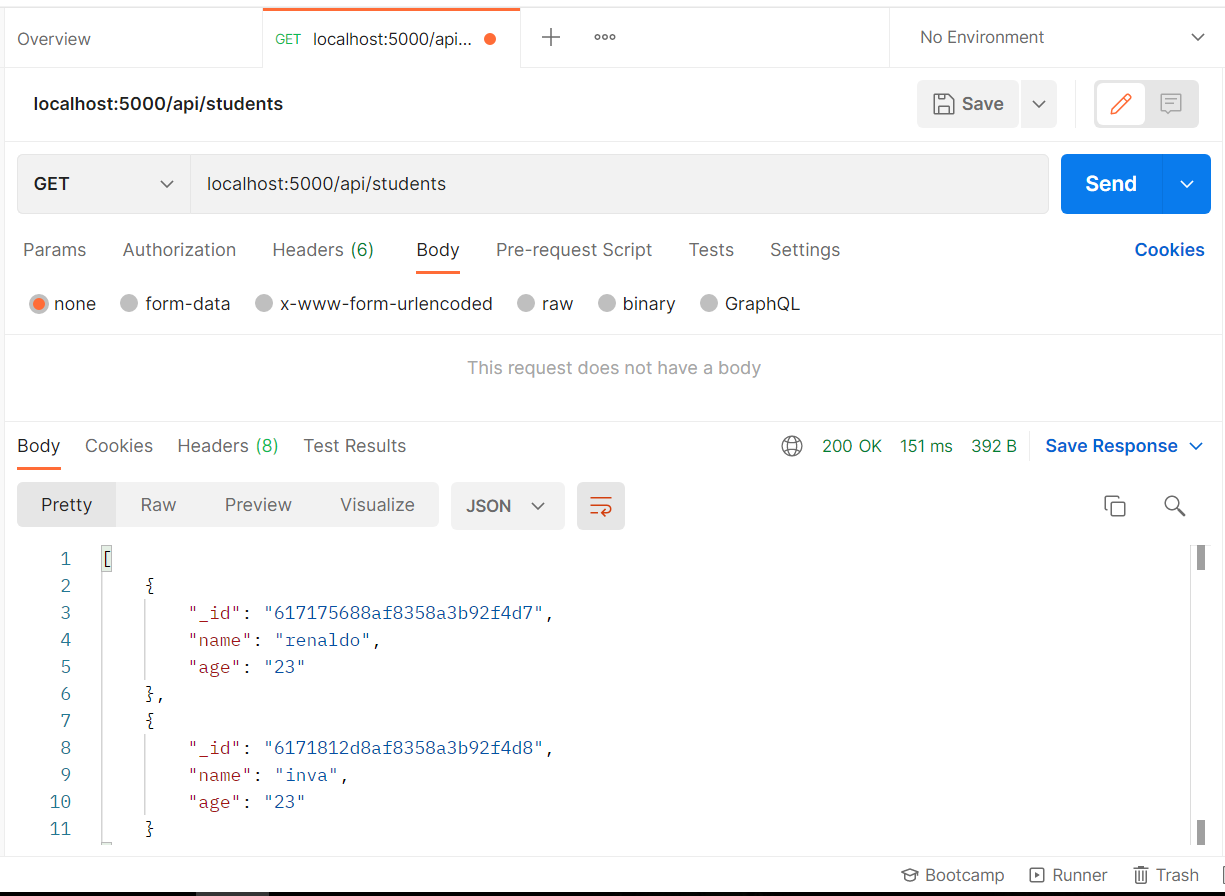 Overview
GET localhost:5000/api...
No Environment
localhost:5000/api/students
Save
GET localhost:5000/api/students Send
Params Authorization Headers (6) Body Pre-request Script Tests Settings Cookies
none form-data x-www-form-urlencoded raw binary GraphQL
This request does not have a body
Body Cookies Headers (8) Test Results 200 OK 151 ms 392 B Save Response
Pretty Raw Preview Visualize JSON
1 [
2 {
3 "_id": "617175688af8358a3b92f4d7",
4 "name": "renaldo",
5 "age": "23"
6 },
7 {
8 "_id": "6171812d8af8358a3b92f4d8",
9 "name": "inva",
10 "age": "23"
11 }
Bootcamp Runner Trash